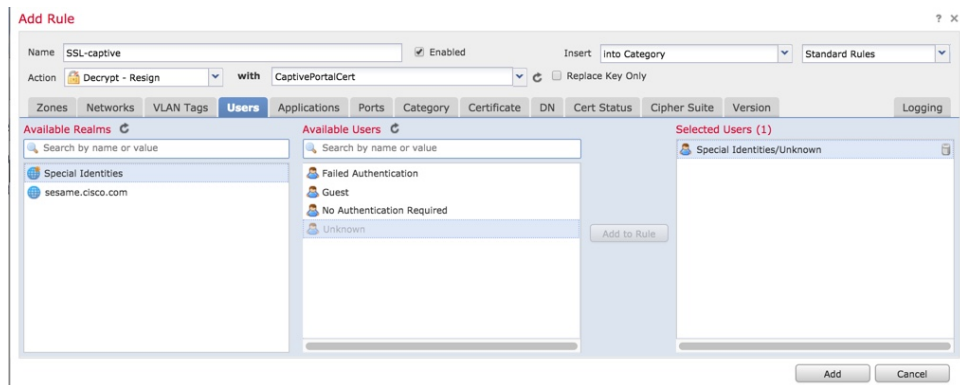 Add Rule ? ×
Name SSL-captive Enabled Insert into Category Standard Rules
Action Decrypt - Resign with CaptivePortalCert Replace Key Only
Zones Networks VLAN Tags Users Applications Ports Category Certificate DN Cert Status Cipher Suite Version Logging
Available Realms Available Users Selected Users (1)
Search by name or value Search by name or value Special Identities/Unknown
Special Identities Failed Authentication
sesame.cisco.com Guest
No Authentication Required
Unknown
Add to Rule
Add Cancel